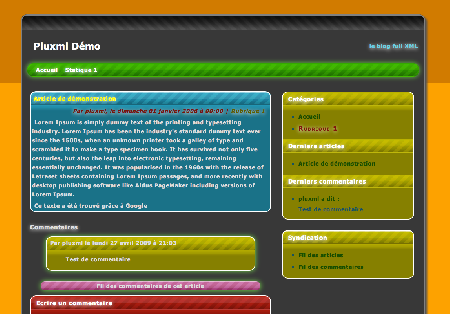 Pluxmi Démo
le blog full XML
Accueil Statique 1
Article de démonstration
Par pluxmi, le dimanche 01 janvier 2006 à 00:00 | Rubrique 1
Lorem Ipsum is simply dummy text of the printing and typesetting
industry. Lorem Ipsum has been the industry's standard dummy text ever
since the 1500s, when an unknown printer took a galley of type and
scrambled it to make a type specimen book. It has survived not only five
centuries, but also the leap into electronic typesetting, remaining
essentially unchanged. It was popularised in the 1960s with the release of
Letraset sheets containing Lorem Ipsum passages, and more recently with
desktop publishing software like Aldus PageMaker including versions of
Lorem Ipsum.
Ce texte a été trouvé grâce à Google
Commentaires
Par pluxmi le lundi 27 avril 2009 à 21:03
Test de commentaire
Fil des commentaires de cet article
Ecrire un commentaire
Catégories
Accueil
Rubrique 1
Derniers articles
Article de démonstration
Derniers commentaires
pluxmi a dit :
Test de commentaire
Syndication
Fil des articles
Fil des commentaires